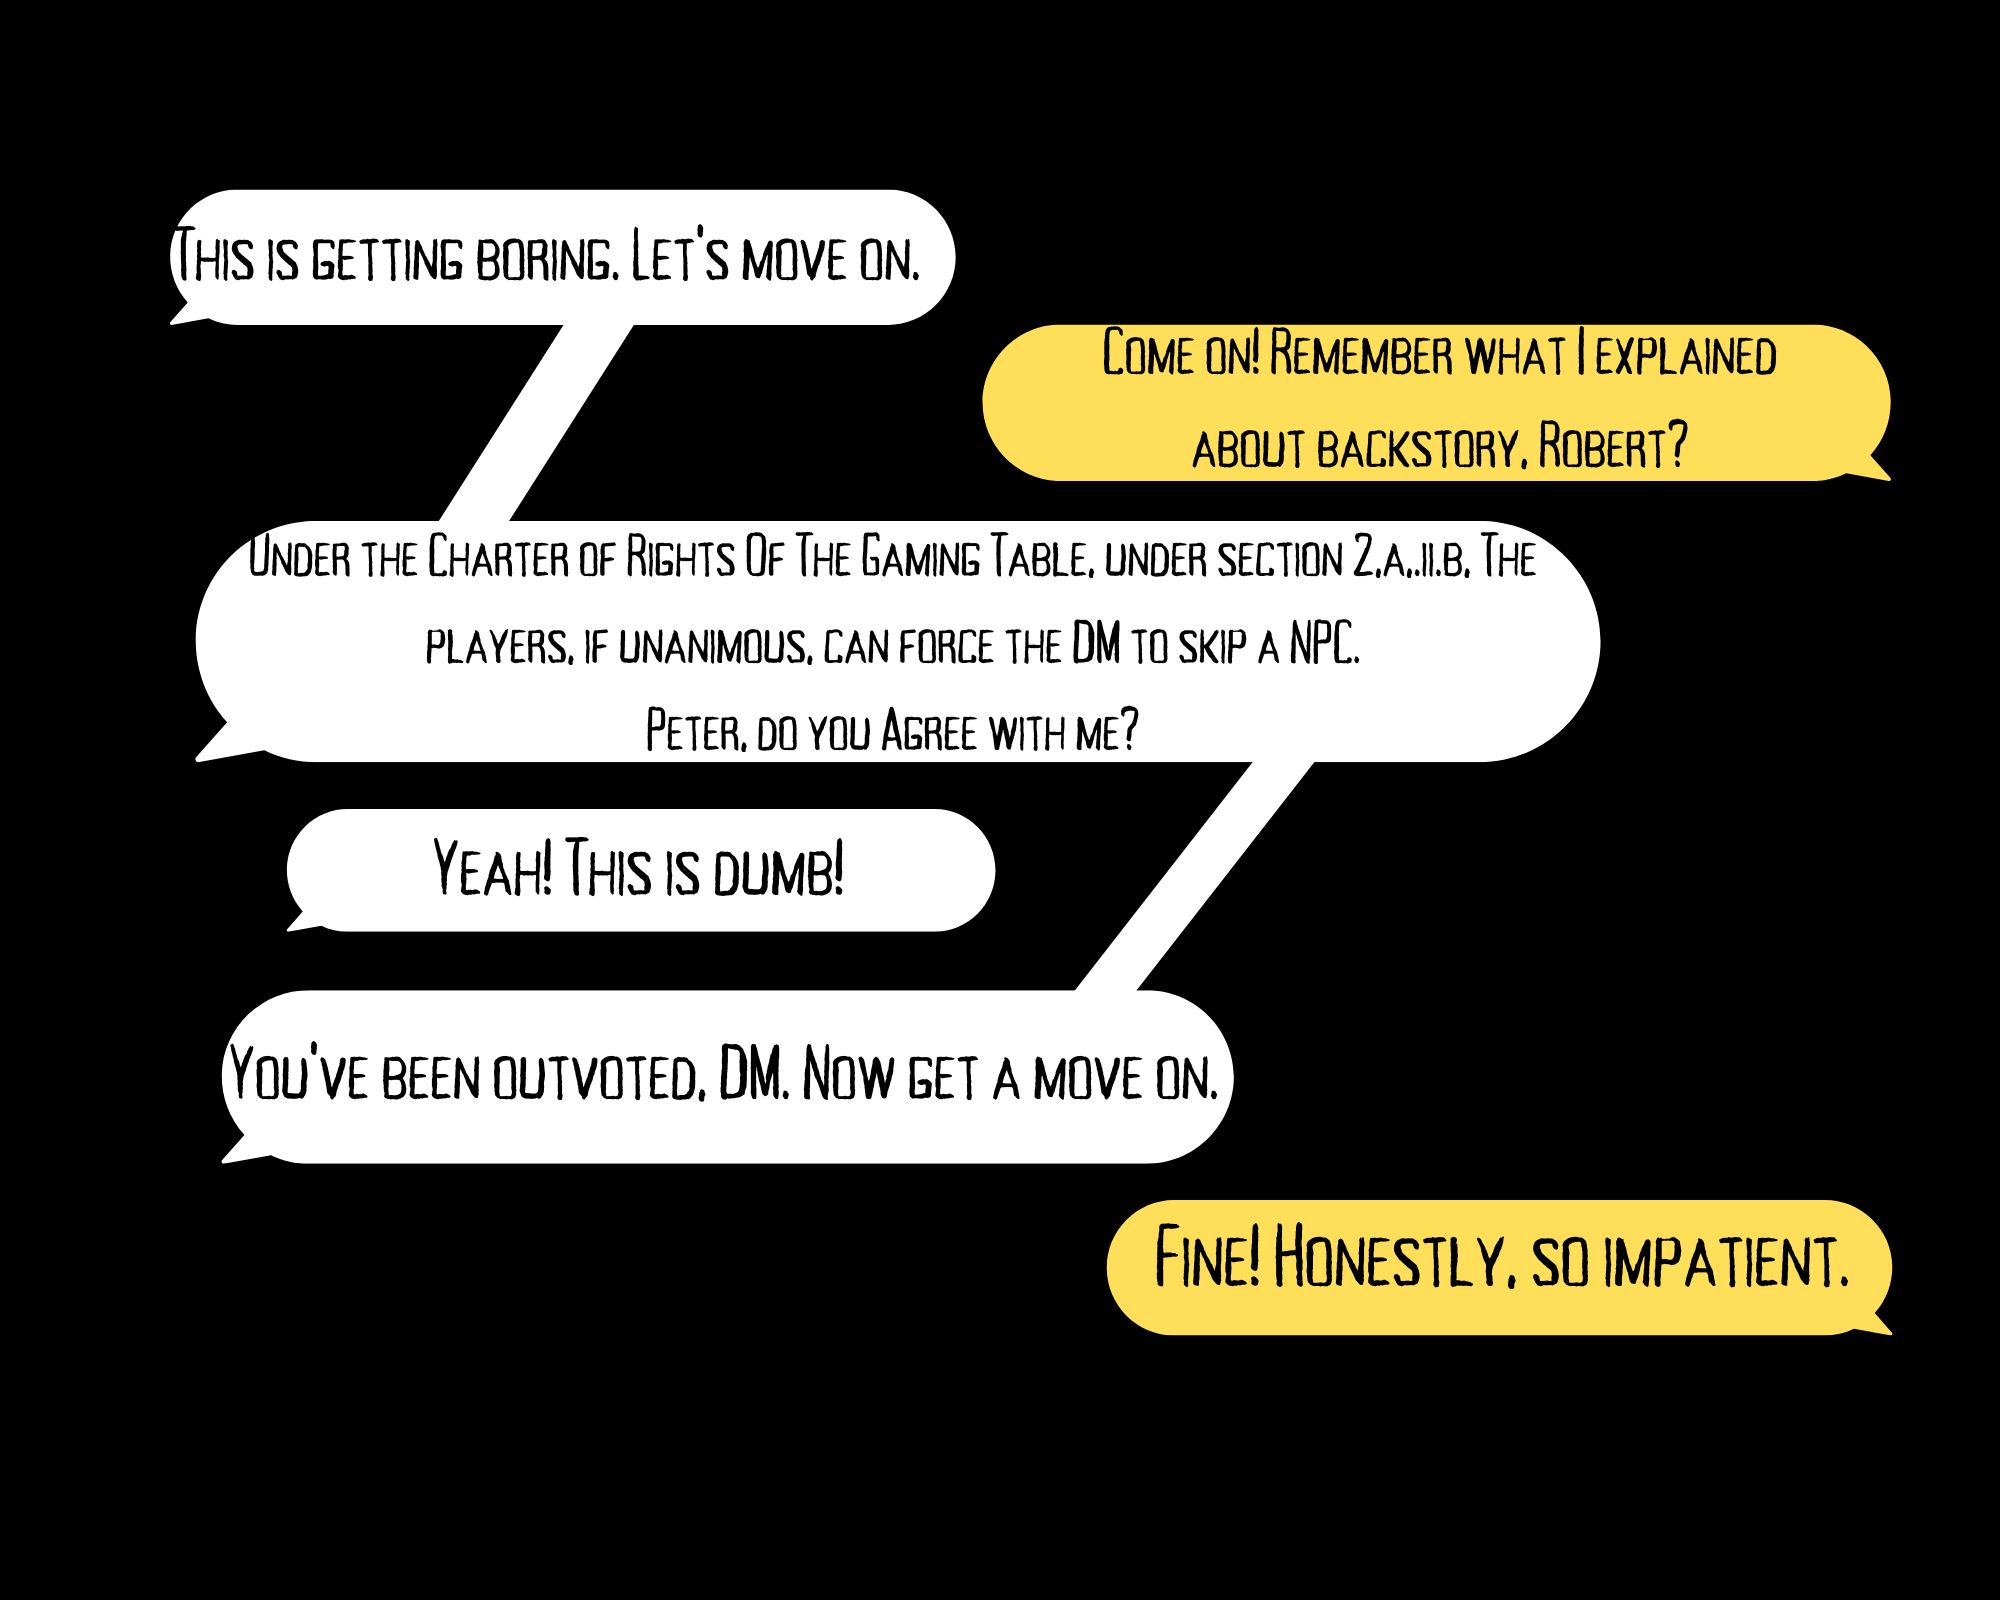 This is getting boring. Let's move on.
Come on! Remember what I explained
about backstory, Robert?
Under the Charter of Rights Of The Gaming Table, under section 2.a,.ii.b, The
players, if unanimous, can force the DM to skip a NPC.
Peter, do you Agree with me?
Yeah! This is dumb!
You've been outvoted, DM. Now get a move on.
Fine! Honestly, so impatient.